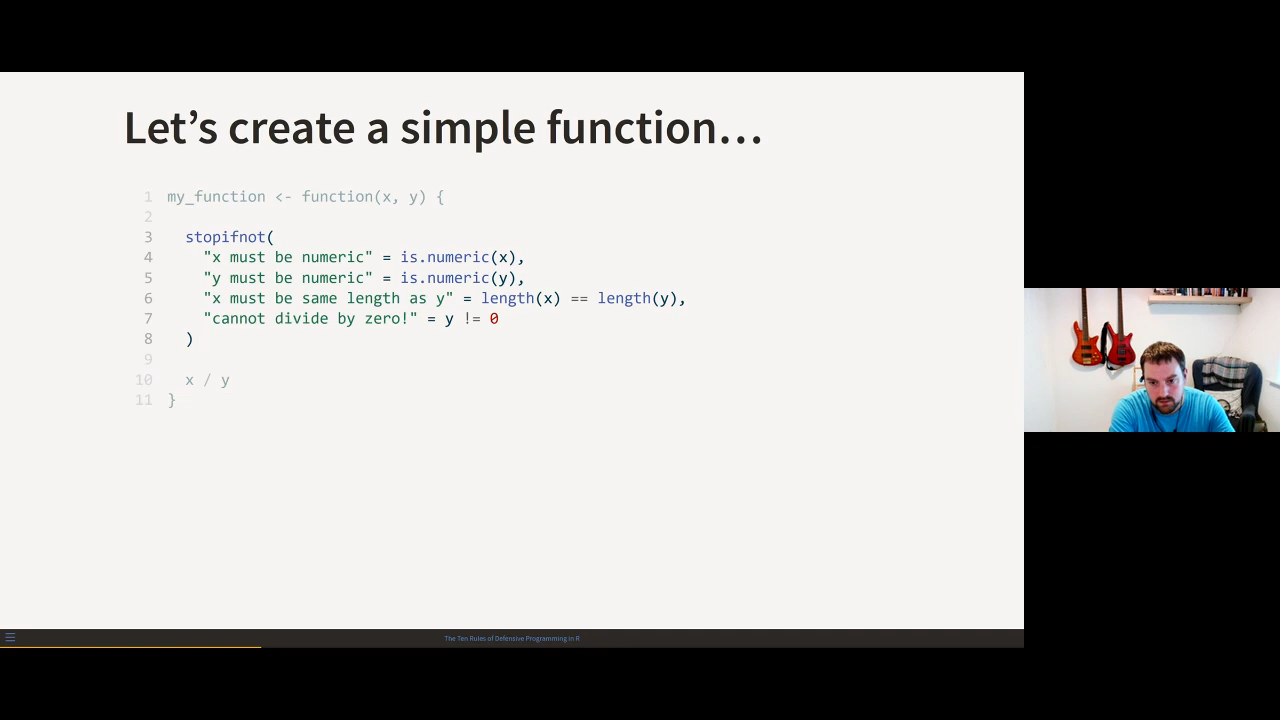 Let’s create a simple function…
1 my_function <- function(x, y) {
2
3 stopifnot(
4 "x must be numeric" = is.numeric(x),
5 "y must be numeric" = is.numeric(y),
6 "x must be same length as y" = length(x) == length(y),
7 "cannot divide by zero!" = y != 0
8 )
9
10 x / y
11 }
The Ten Rules of Defensive Programming in R